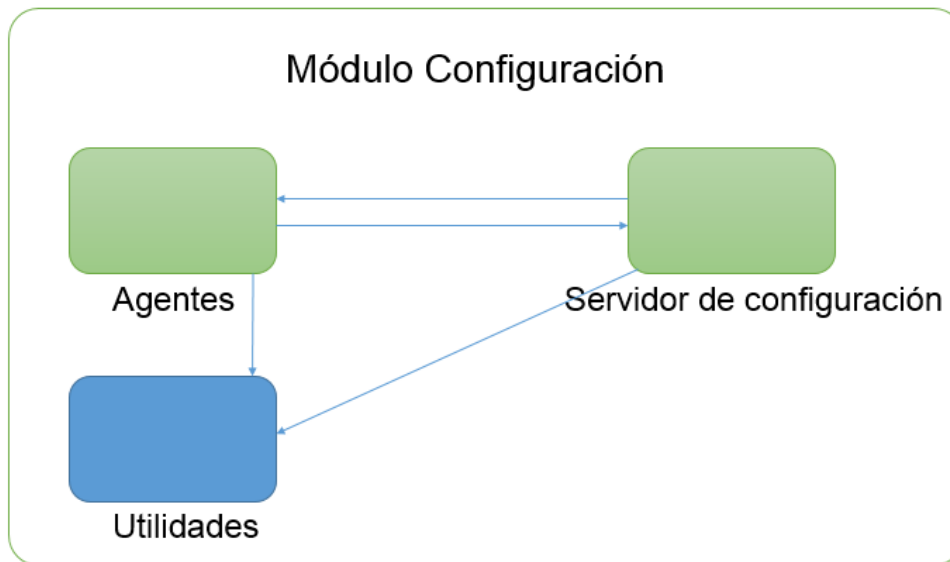 Módulo Configuración
Agentes
Servidor de configuración
Utilidades